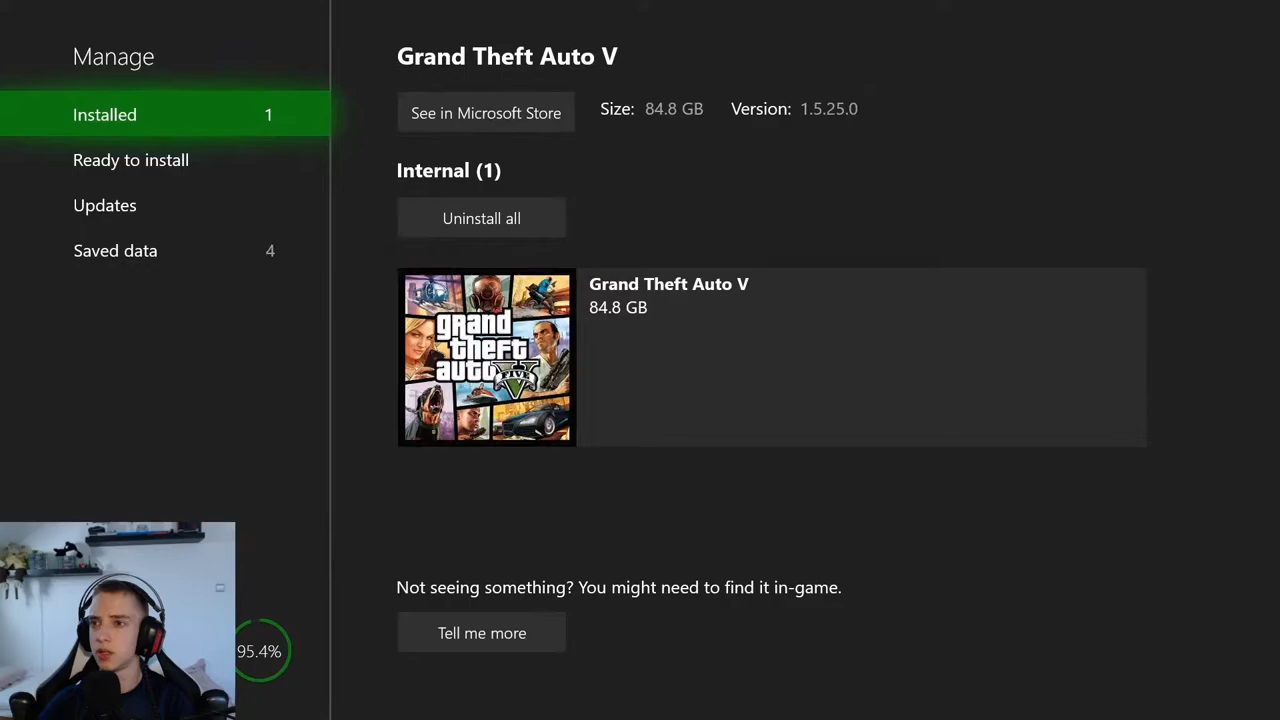 Manage
Installed 1
Ready to install
Updates
Saved data 4
95.4%
Grand Theft Auto V
See in Microsoft Store Size: 84.8 GB Version: 1.5.25.0
Internal (1)
Uninstall all
grand
theft
auto V
FIVE
Grand Theft Auto V
84.8 GB
Not seeing something? You might need to find it in-game.
Tell me more